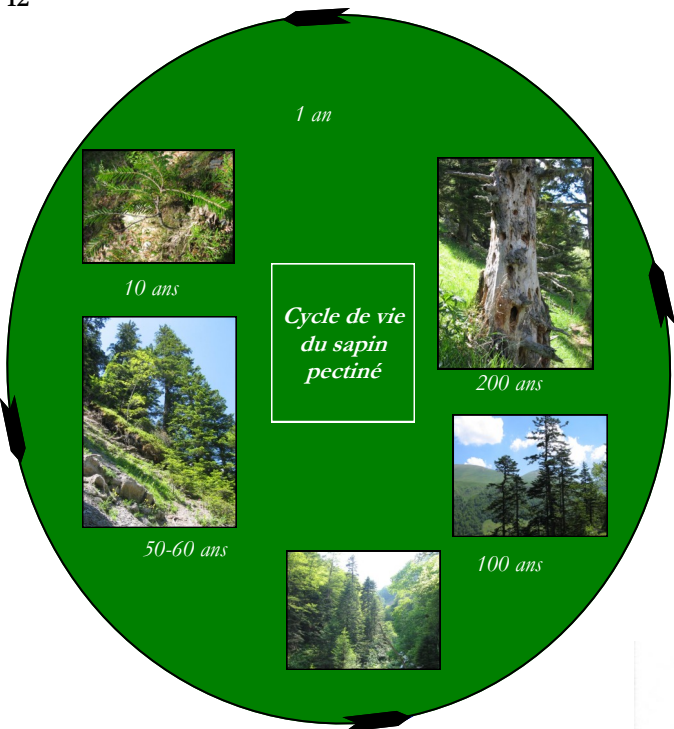 12
1 an
10 ans
Cycle de vie
du sapin
pectiné
200 ans
50-60 ans
100 ans